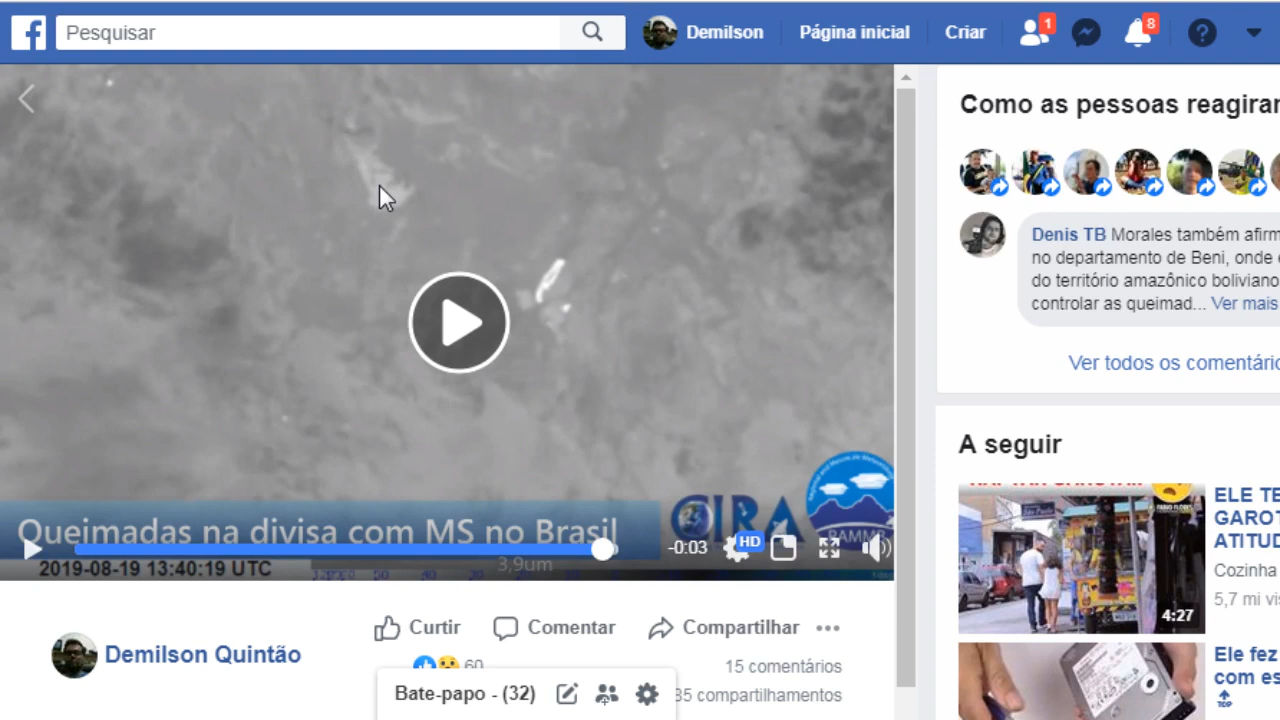 Pesquisar
Demilson
Página inicial
Criar
1
8
Queimadas na divisa com MS no Brasil
CIRA
RAMMB
-0:03
HD
2019-08-19 13:40:19 UTC
3,9um
Curtir
Comentar
Compartilhar
Demilson Quintão
60
15 comentários
35 compartilhamentos
Bate-papo - (32)
Como as pessoas reagiram
Denis TB Morales também afirm
no departamento de Beni, onde
do território amazônico boliviano
controlar as queimad... Ver mais
Ver todos os comentário
A seguir
4:27
ELE TE
GAROT
ATITUD
Cozinha
5,7 mi vis
Ele fez
com es
TOP